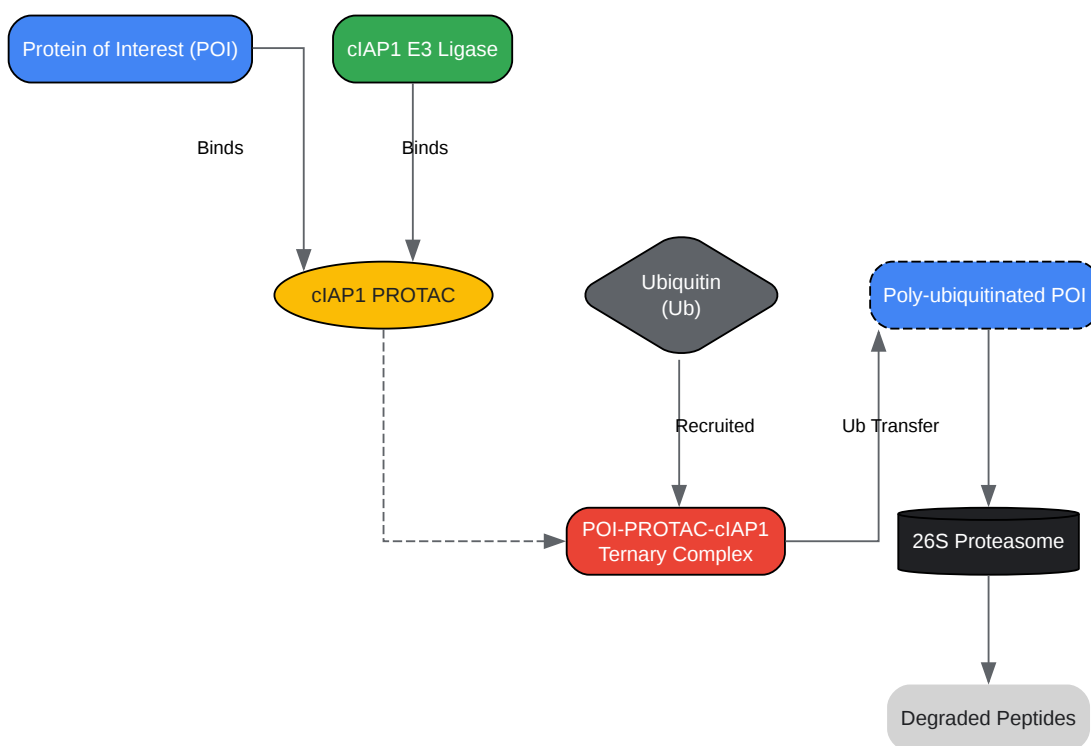 Protein of Interest (POI)
cIAP1 E3 Ligase
Binds
Binds
cIAP1 PROTAC
Ubiquitin
(Ub)
Poly-ubiquitinated POI
Recruited
Ub Transfer
POI-PROTAC-cIAP1
Ternary Complex
26S Proteasome
Degraded Peptides